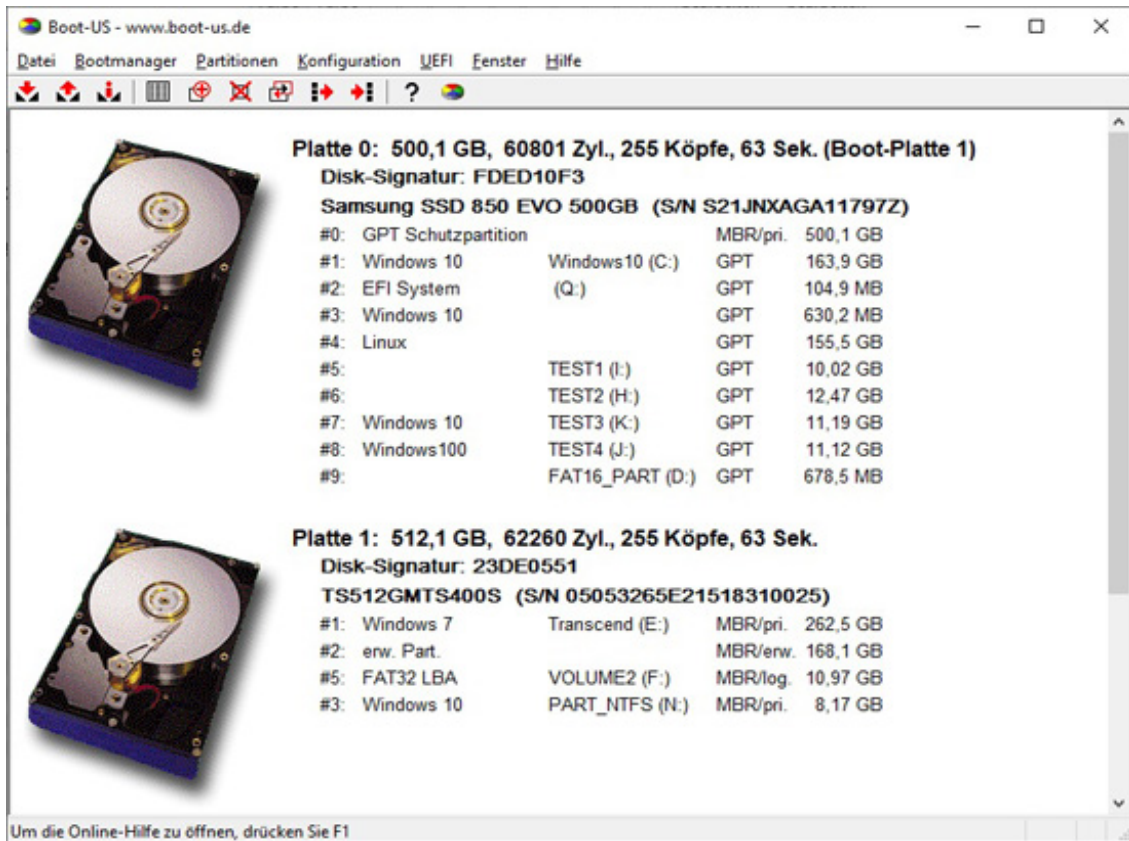 Boot-US - www.boot-us.de
Datei Bootmanager Partitionen Konfiguration UEFI Fenster Hilfe
Platte 0: 500,1 GB, 60801 Zyl., 255 Köpfe, 63 Sek. (Boot-Platte 1)
Disk-Signatur: FDED10F3
Samsung SSD 850 EVO 500GB (S/N S21JNXAGA11797Z)
#0: GPT Schutzpartition MBR/pri. 500,1 GB
#1: Windows 10 Windows10 (C:) GPT 163,9 GB
#2: EFI System (Q:) GPT 104,9 MB
#3: Windows 10 GPT 630,2 MB
#4: Linux GPT 155,5 GB
#5: TEST1 (I:) GPT 10,02 GB
#6: TEST2 (H:) GPT 12,47 GB
#7: Windows 10 TEST3 (K:) GPT 11,19 GB
#8: Windows100 TEST4 (J:) GPT 11,12 GB
#9: FAT16_PART (D:) GPT 678,5 MB
Platte 1: 512,1 GB, 62260 Zyl., 255 Köpfe, 63 Sek.
Disk-Signatur: 23DE0551
TS512GMTS400S (S/N 05053265E21518310025)
#1: Windows 7 Transcend (E:) MBR/pri. 262,5 GB
#2: erw. Part. MBR/erw. 168,1 GB
#5: FAT32 LBA VOLUME2 (F:) MBR/log. 10,97 GB
#3: Windows 10 PART_NTFS (N:) MBR/pri. 8,17 GB
Um die Online-Hilfe zu öffnen, drücken Sie F1